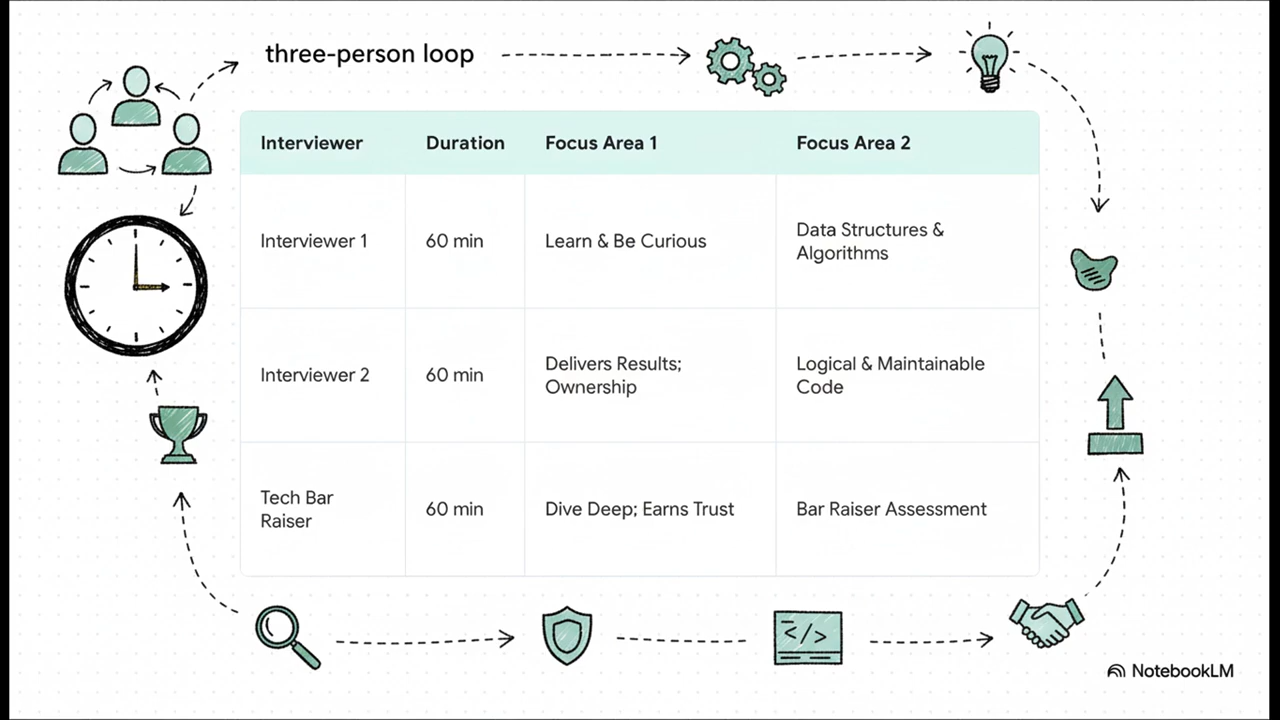 three-person loop
Interviewer Duration Focus Area 1 Focus Area 2
Interviewer 1 60 min Learn & Be Curious Data Structures &
Algorithms
Interviewer 2 60 min Delivers Results;
Ownership Logical & Maintainable
Code
Tech Bar
Raiser 60 min Dive Deep; Earns Trust Bar Raiser Assessment
</>
NotebookLM